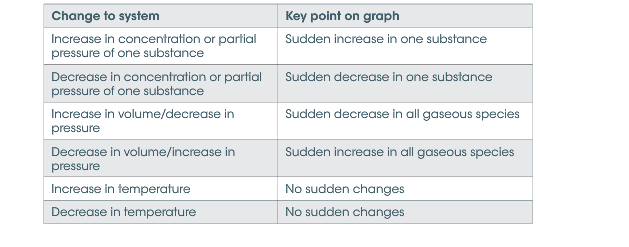 Change to system Key point on graph
Increase in concentration or partial Sudden increase in one substance
pressure of one substance
Decrease in concentration or partial Sudden decrease in one substance
pressure of one substance
Increase in volume/decrease in Sudden decrease in all gaseous species
pressure
Decrease in volume/increase in Sudden increase in all gaseous species
pressure
Increase in temperature No sudden changes
Decrease in temperature No sudden changes